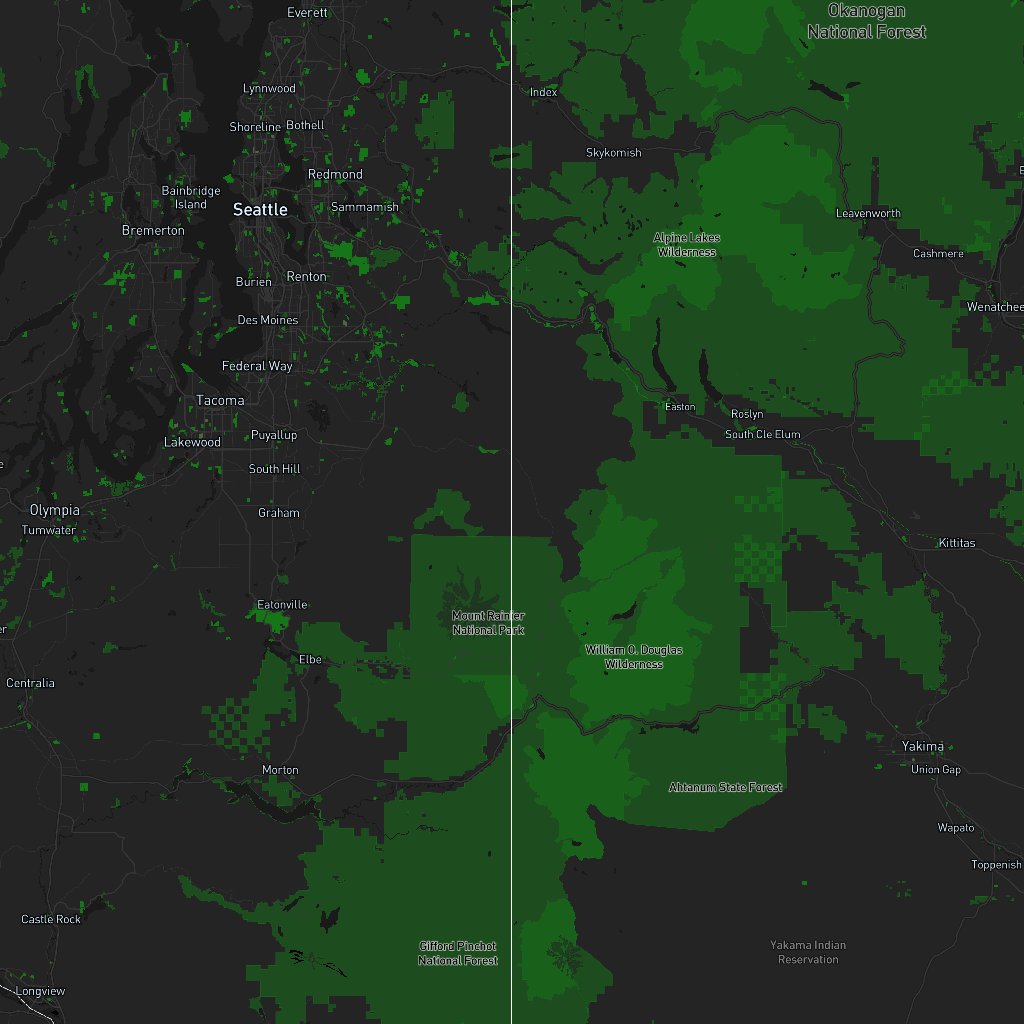 Everett
Okanogan
National Forest
Lynnwood
Index
Shoreline
Bothell
Skykomish
Redmond
Bainbridge
Island
Seattle
Sammamish
Leavenworth
Bremerton
Alpine Lakes
Wilderness
Cashmere
Burien
Renton
Wenatchee
Des Moines
Federal Way
Tacoma
Easton
Roslyn
Lakewood
Puyallup
South Cle Elum
South Hill
Olympia
Graham
Tumwater
Kittitas
Eatonville
Mount Rainier
National Park
William O. Douglas
Wilderness
Elbe
Centralia
Yakima
Morton
Union Gap
Ahtanum State Forest
Wapato
Toppenish
Castle Rock
Gifford Pinchot
National Forest
Yakama Indian
Reservation
Longview